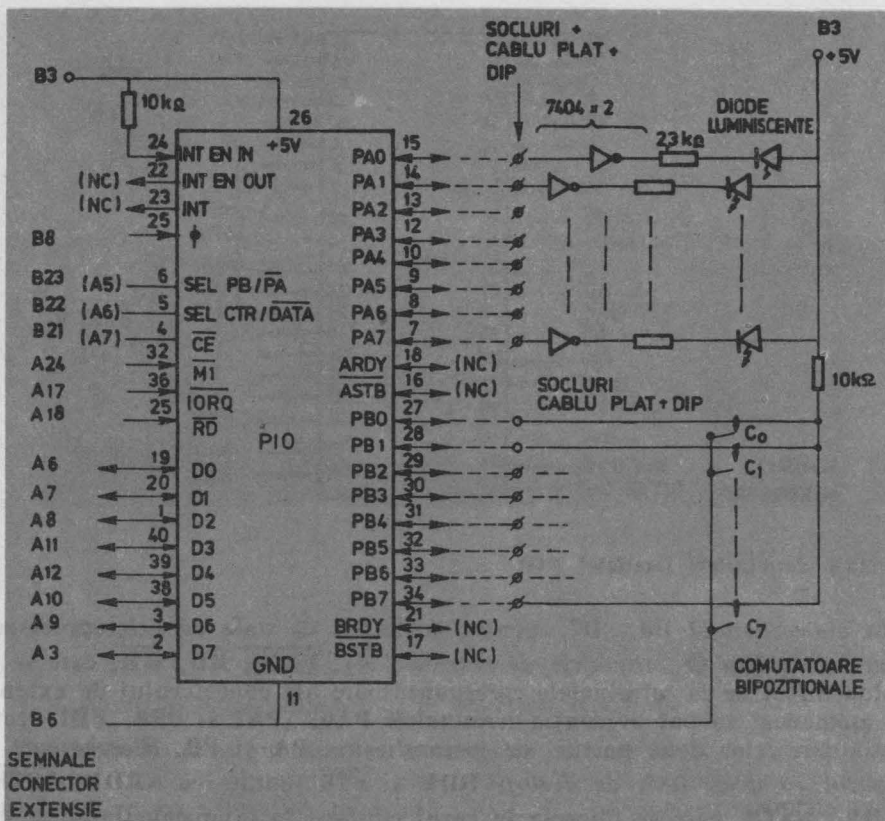 SOCLURI +
CABLU PLAT +
DIP
B3
+5V
B3
10kΩ
26
+5V
7404 × 2
2,3 kΩ
DIODE
LUMINISCENTE
24 INT EN IN
(NC) 22 INT EN OUT
(NC) 23 INT
B8 25 ϕ
B23 (A5) 6 SEL PB/PA
B22 (A6) 5 SEL CTR/DATA
B21 (A7) 4 CE
A24 32 M1
A17 36 IORQ
A18 25 RD
PIO
A6 19 D0
A7 20 D1
A8 1 D2
A11 40 D3
A12 39 D4
A10 38 D5
A9 3 D6
A3 2 D7
GND
11
PA0 15
PA1 14
PA2 13
PA3 12
PA4 10
PA5 9
PA6 8
PA7 7
ARDY 18 (NC)
ASTB 16 (NC)
PB0 27
PB1 28
PB2 29
PB3 30
PB4 31
PB5 32
PB6 33
PB7 34
BRDY 21 (NC)
BSTB 17 (NC)
SOCLURI
CABLU PLAT + DIP
10kΩ
C0
C1
C7
COMUTATOARE
BIPOZITIONALE
B6
SEMNALE
CONECTOR
EXTENSIE